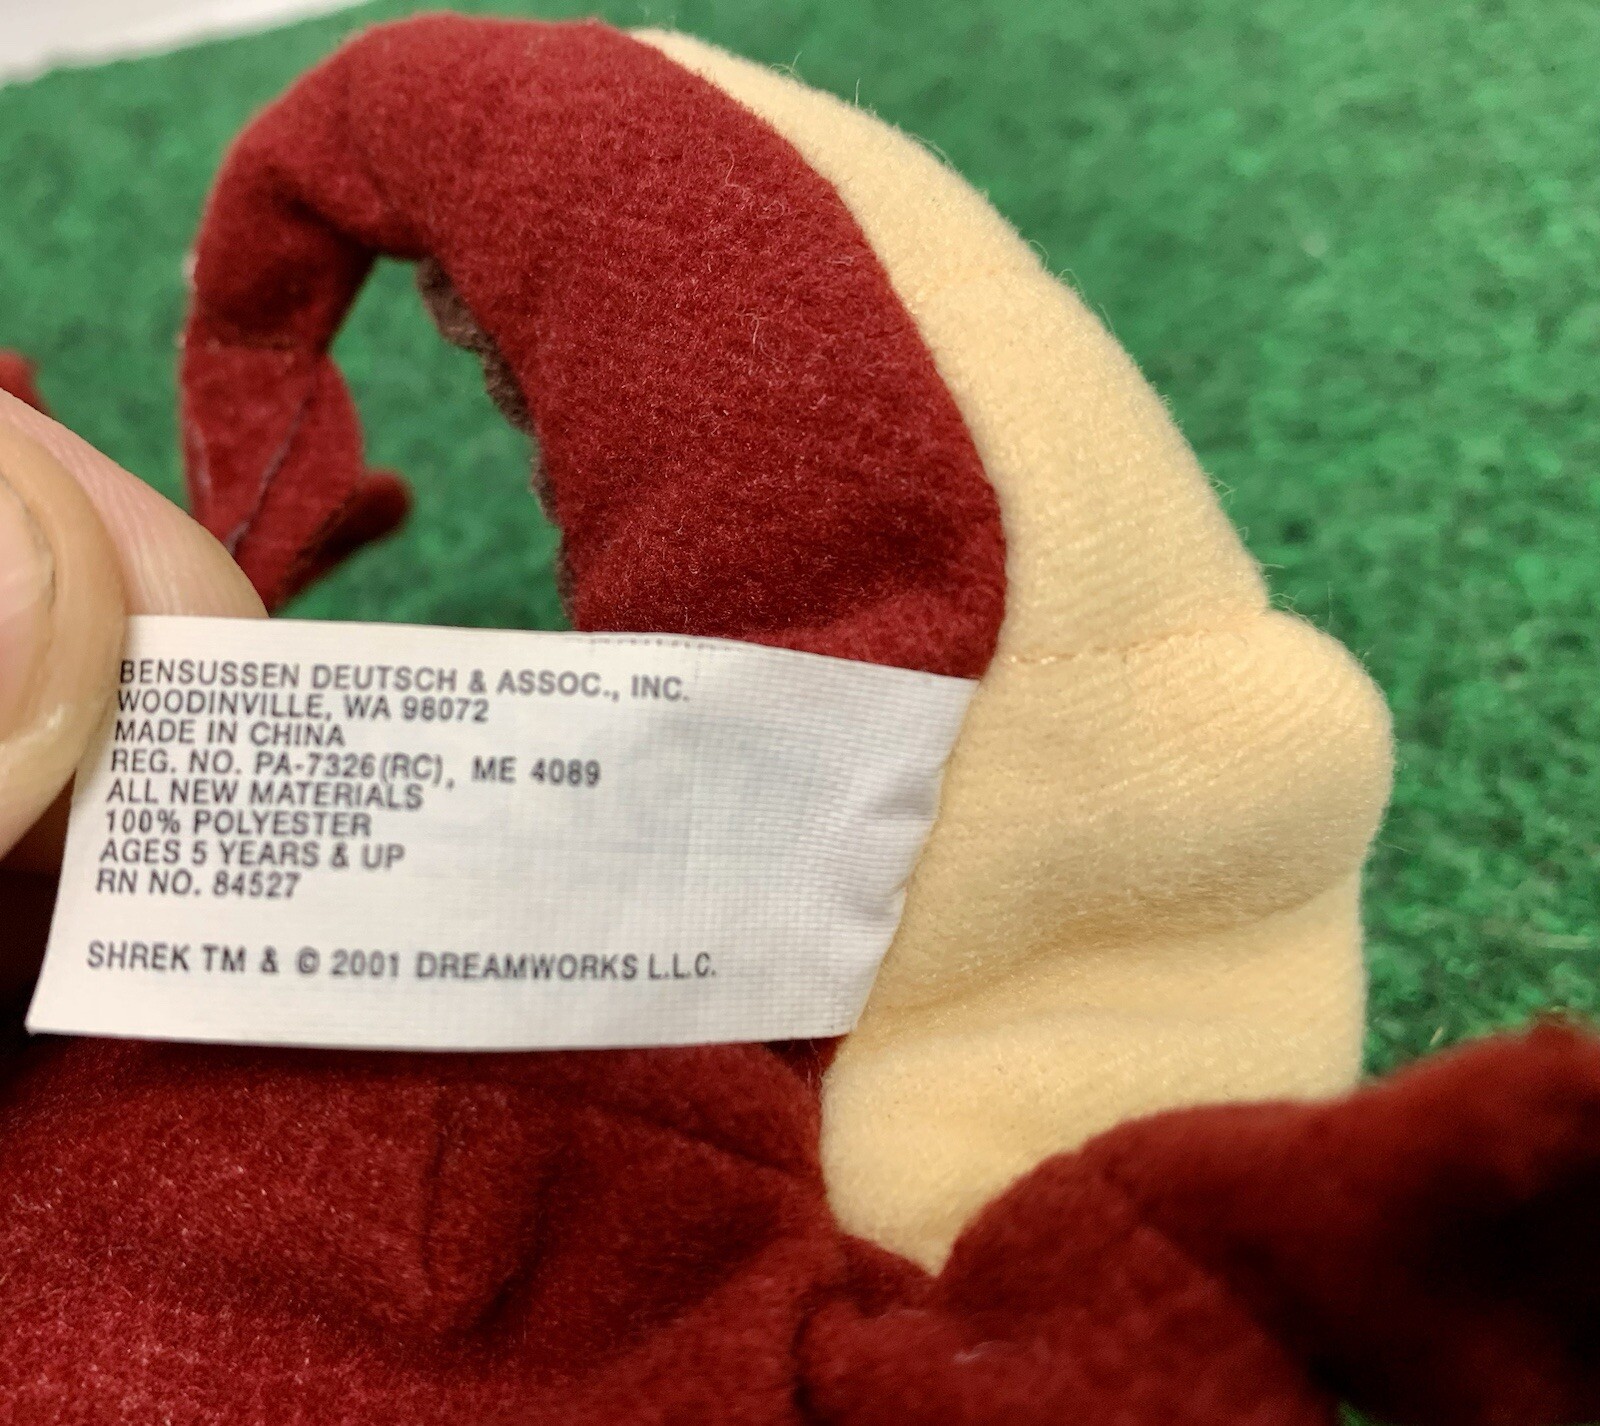 BENSUSSEN DEUTSCH & ASSOC., INC.
WOODINVILLE, WA 98072
MADE IN CHINA
REG. NO. PA-7326(RC), ME 4089
ALL NEW MATERIALS
100% POLYESTER
AGES 5 YEARS & UP
RN NO. 84527
SHREK TM & © 2001 DREAMWORKS L.L.C.